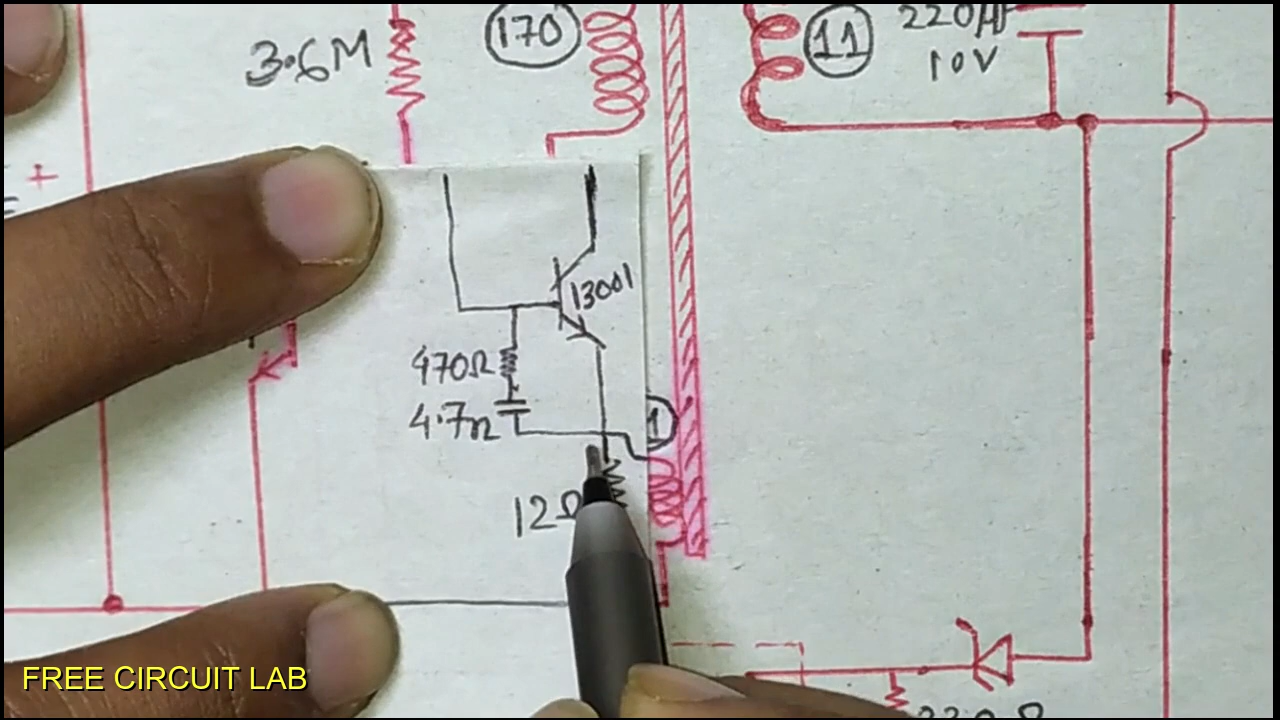 3.6M
170
11
220µf
10V
+
13001
470Ω
4.7n
1
12Ω
FREE CIRCUIT LAB